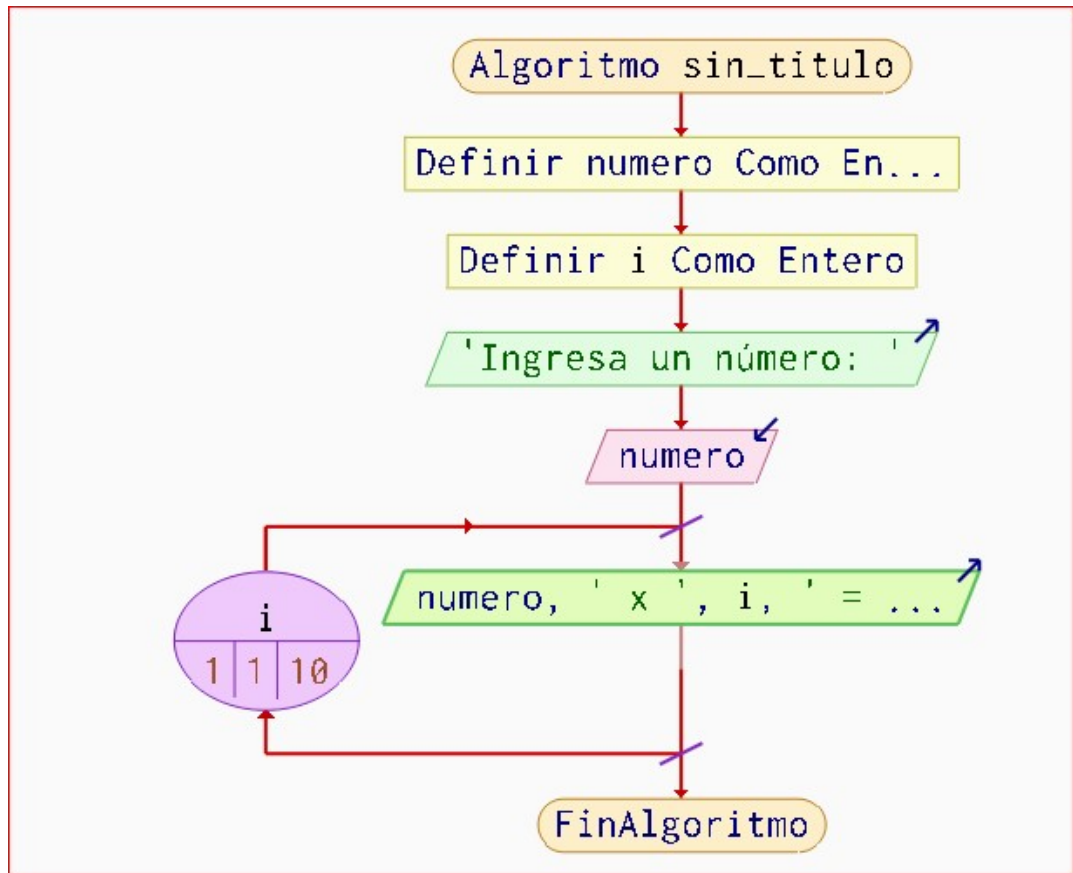 Algoritmo sin_titulo
Definir numero Como En...
Definir i Como Entero
'Ingresa un número: '
numero
numero, ' x ', i, ' = ...
i
1 1 10
FinAlgoritmo